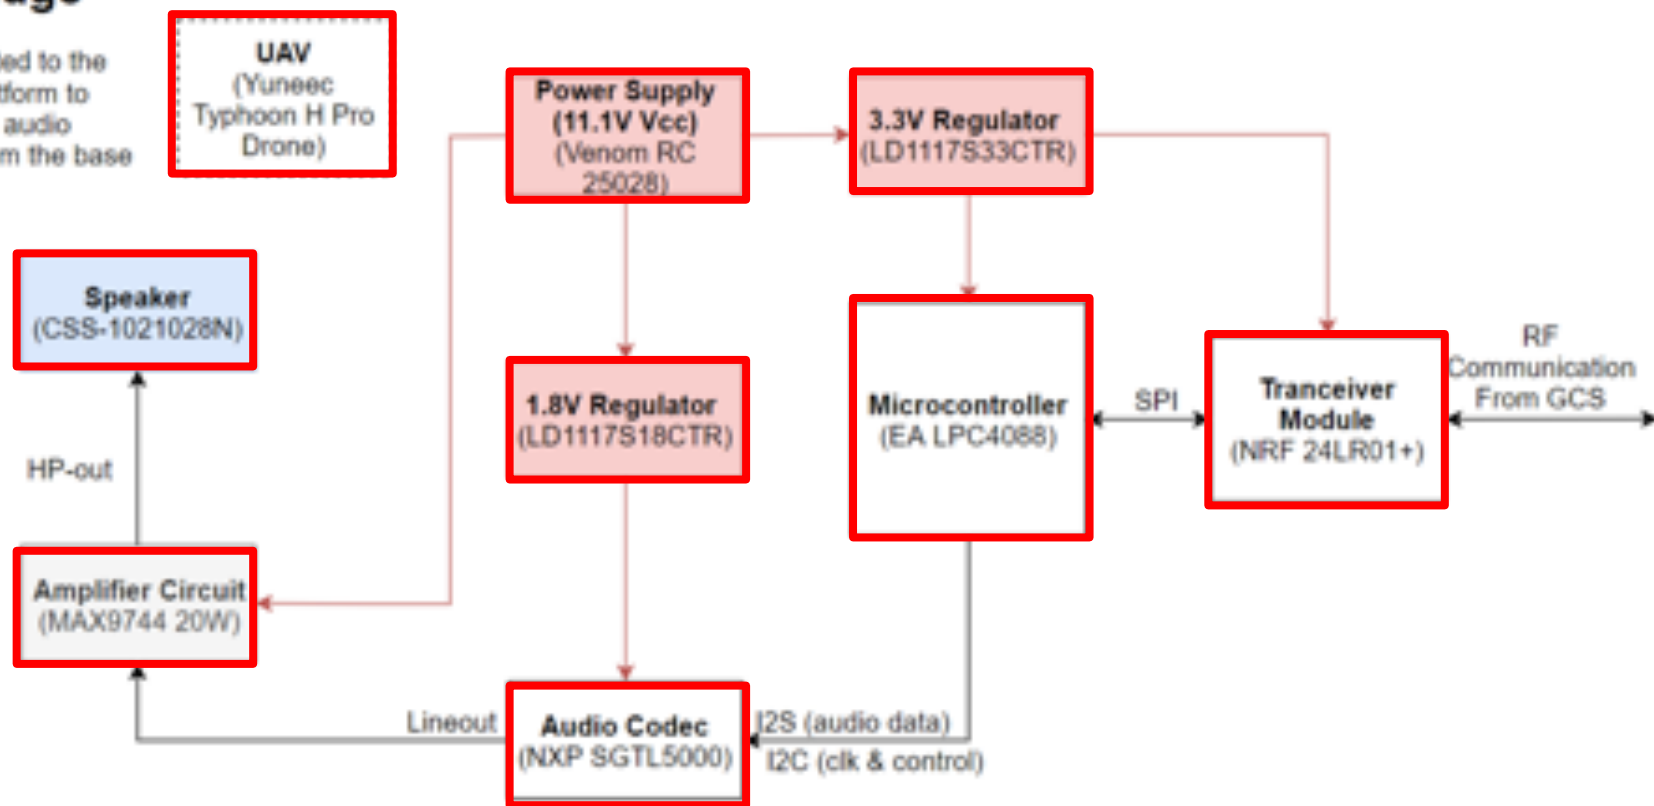 to the
to
audio
the base
UAV
(Yuneec
Typhoon H Pro
Drone)
Power Supply
(11.1V Vcc)
(Venom RC
25028)
3.3V Regulator
(LD1117S33CTR)
Speaker
(CSS-1021028N)
1.8V Regulator
(LD1117S18CTR)
Microcontroller
(EA LPC4088)
SPI
Tranceiver
Module
(NRF 24LR01+)
RF
Communication
From GCS
HP-out
Amplifier Circuit
(MAX9744 20W)
Lineout
Audio Codec
(NXP SGTL5000)
I2S (audio data)
I2C (clk & control)